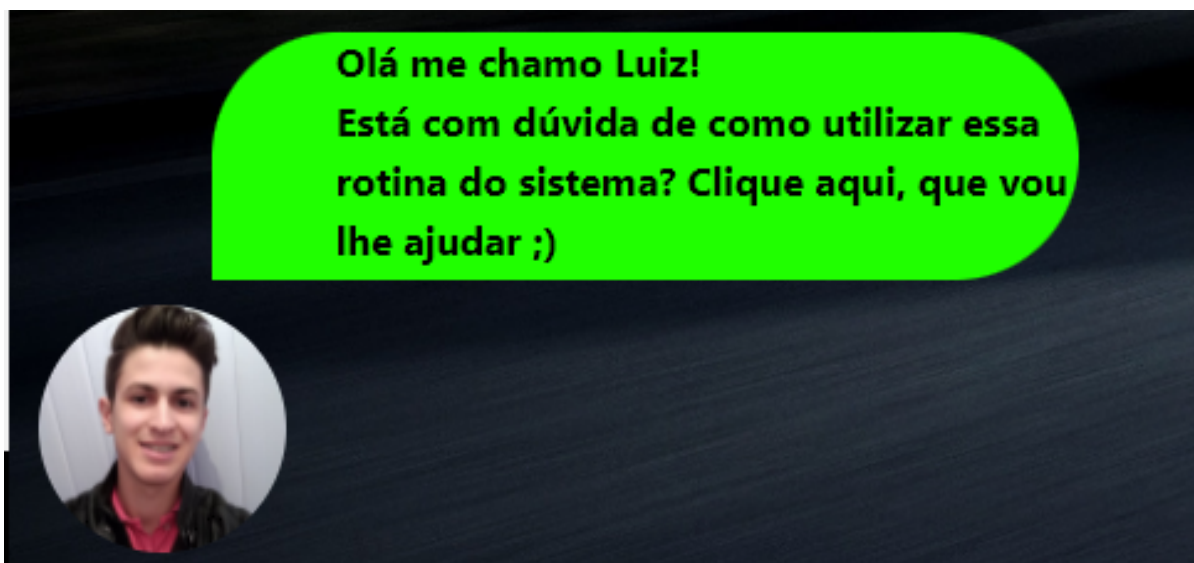 Olá me chamo Luiz!
Está com dúvida de como utilizar essa
rotina do sistema? Clique aqui, que vou
lhe ajudar ;)